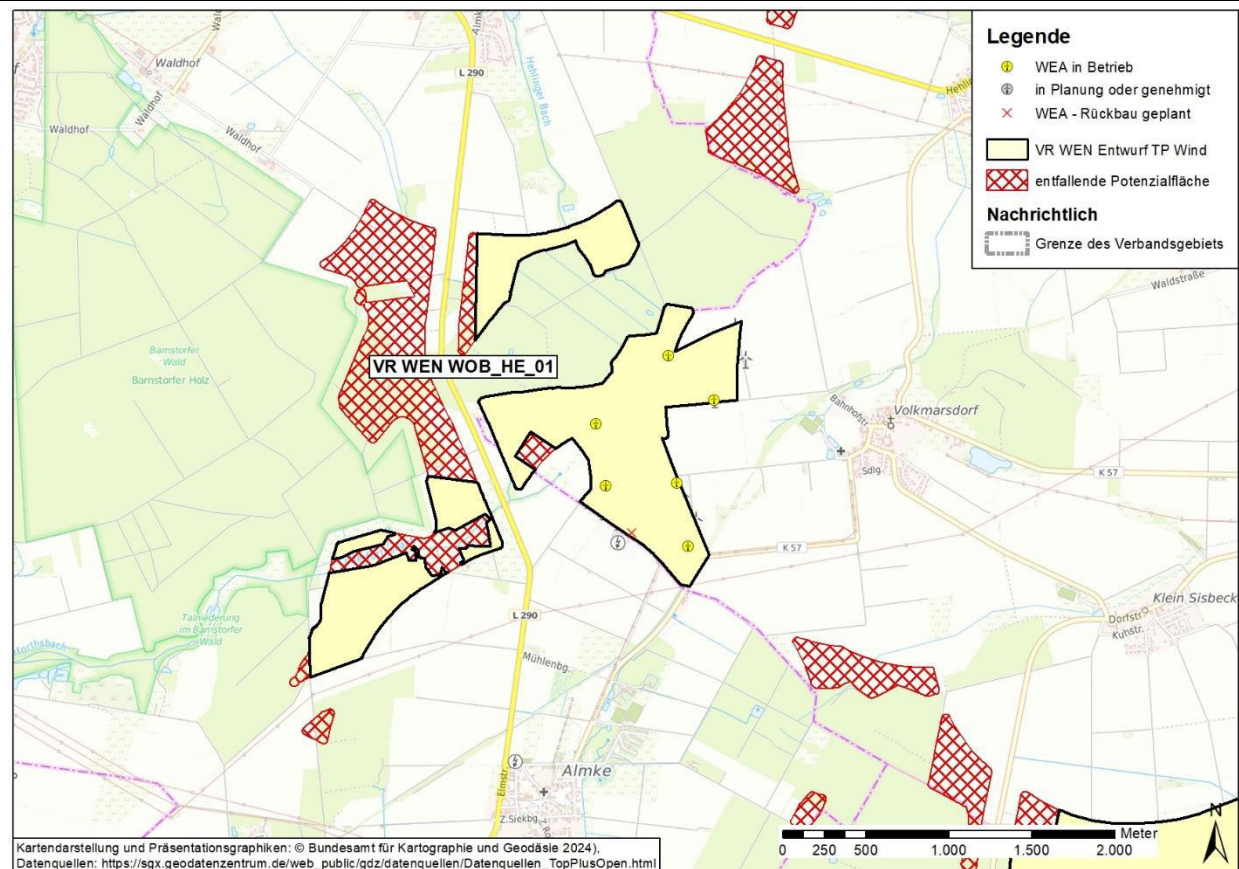 Legende
WEA in Betrieb
in Planung oder genehmigt
WEA - Rückbau geplant
VR WEN Entwurf TP Wind
entfallende Potenzialfläche
Nachrichtlich
Grenze des Verbandsgebiets
Waldhof
Waldhof
Waldhof
Waldhof
L 290
Hehlinger Bach
Waldstraße
Barnstorfer
Wald
Barnstorfer Holz
VR WEN WOB_HE_01
Bahnhofstr
Volkmarsdorf
Sdlg
K 57
K 57
Klein Sisbeck
Dorfstr
Kuhstr.
Talniederung
im Barnstorfer
Wald
L 290
Mühlenbg.
Elmstr.
Almke
Z.Siekbg.
N
Meter
0 250 500 1.000 1.500 2.000
Kartendarstellung und Präsentationsgraphiken: © Bundesamt für Kartographie und Geodäsie 2024),
Datenquellen: https://sgx.geodatenzentrum.de/web_public/gdz/datenquellen/Datenquellen_TopPlusOpen.html